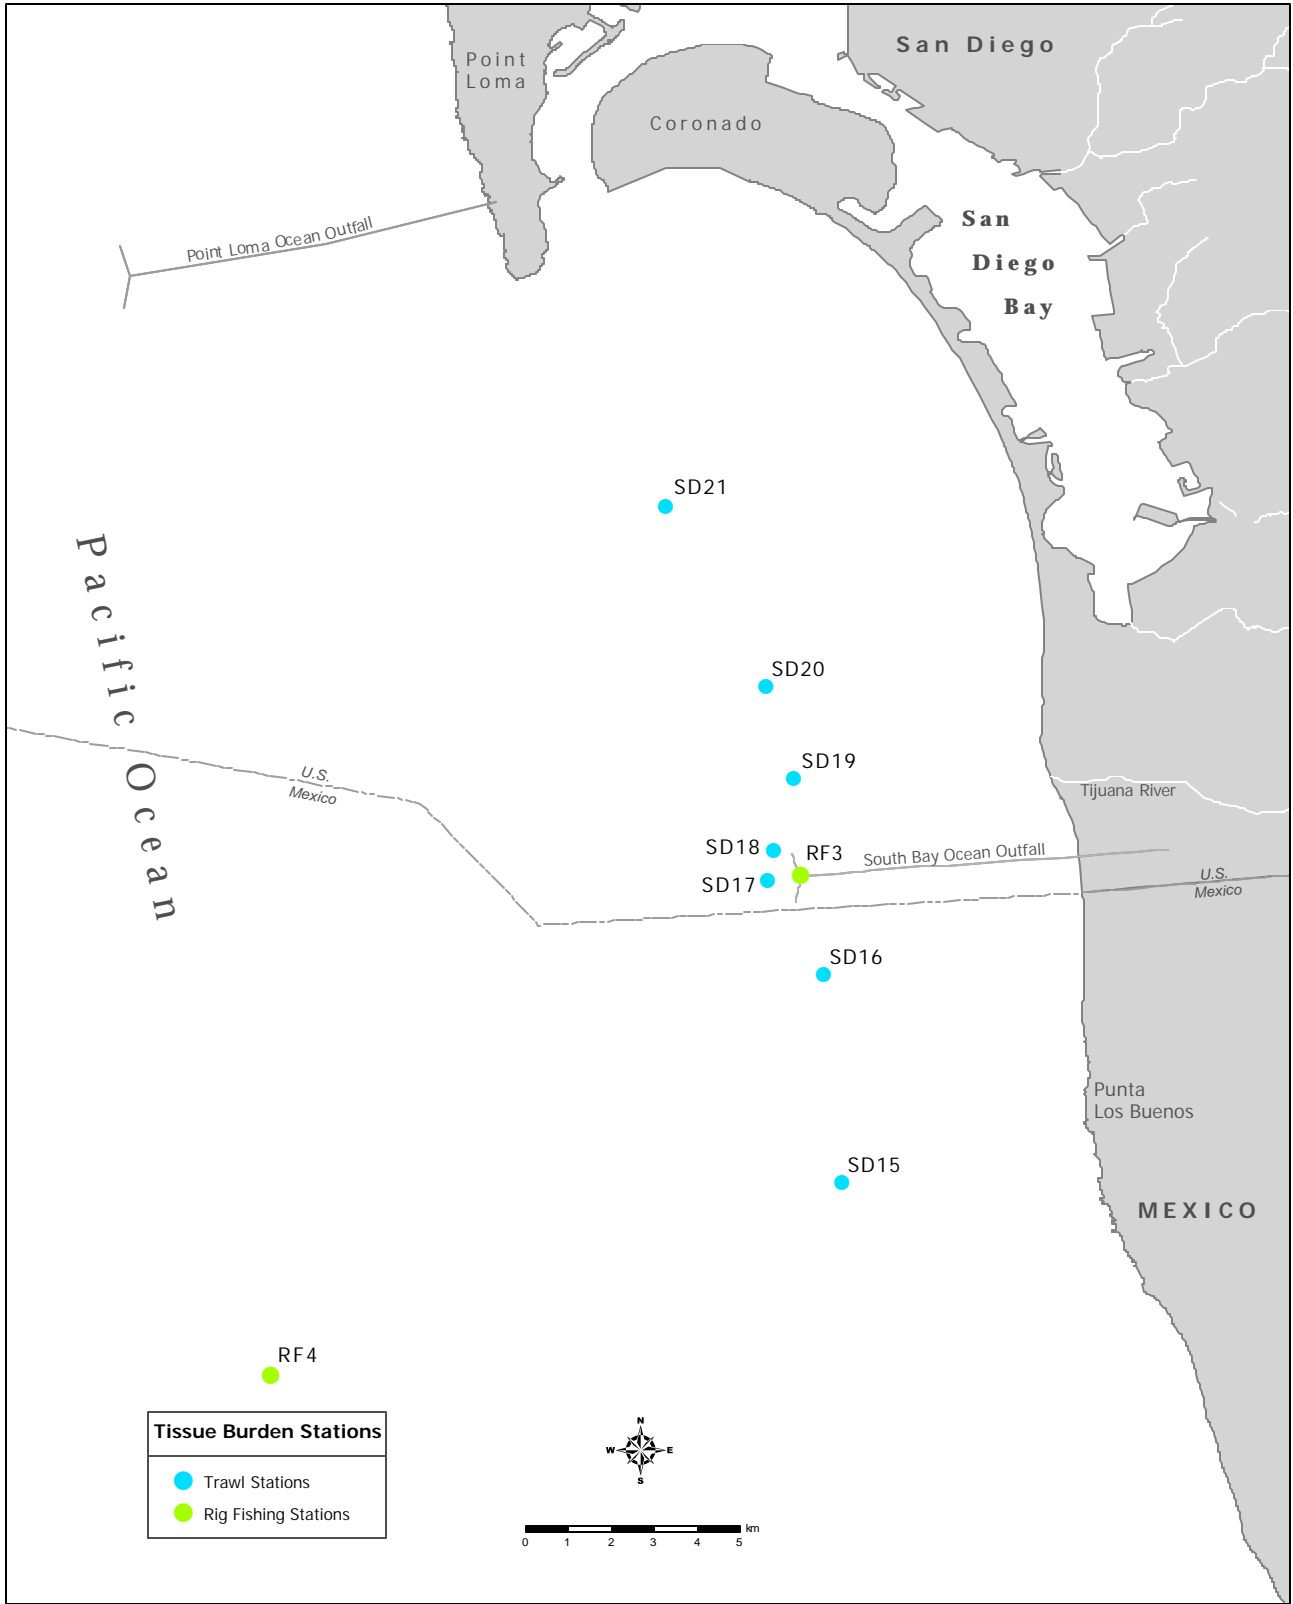 Point
Loma
San Diego
Coronado
Point Loma Ocean Outfall
San
Diego
Bay
SD21
Pacific Ocean
SD20
SD19
U.S.
Mexico
Tijuana River
SD18
RF3
South Bay Ocean Outfall
SD17
U.S.
Mexico
SD16
Punta
Los Buenos
SD15
MEXICO
RF4
Tissue Burden Stations
Trawl Stations
Rig Fishing Stations
N
W E
S
km
0 1 2 3 4 5